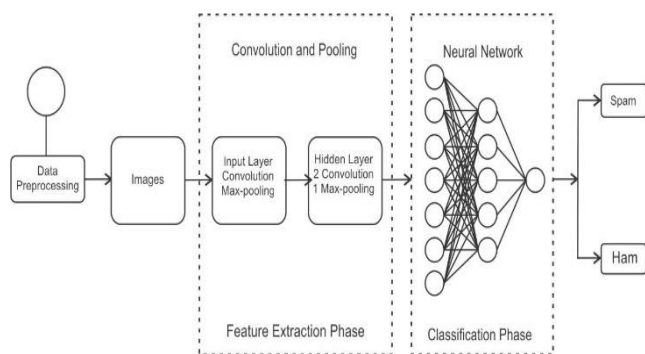 Convolution and Pooling
Neural Network
Data
Preprocessing
Images
Input Layer
Convolution
Max-pooling
Hidden Layer
2 Convolution
1 Max-pooling
Spam
Ham
Feature Extraction Phase
Classification Phase